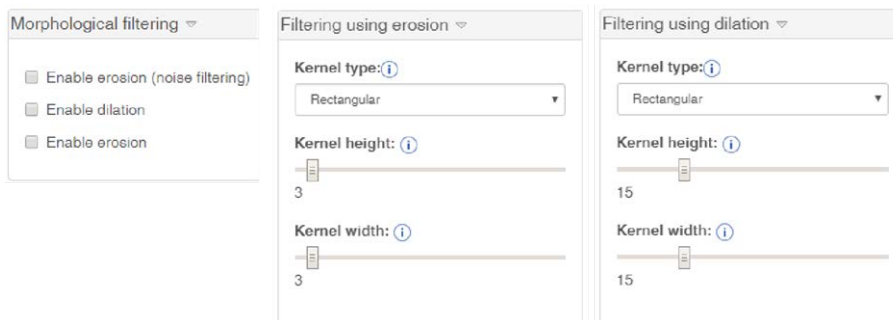 Morphological filtering
Enable erosion (noise filtering)
Enable dilation
Enable erosion
Filtering using erosion
Kernel type:
Rectangular
Kernel height:
3
Kernel width:
3
Filtering using dilation
Kernel type:
Rectangular
Kernel height:
15
Kernel width:
15